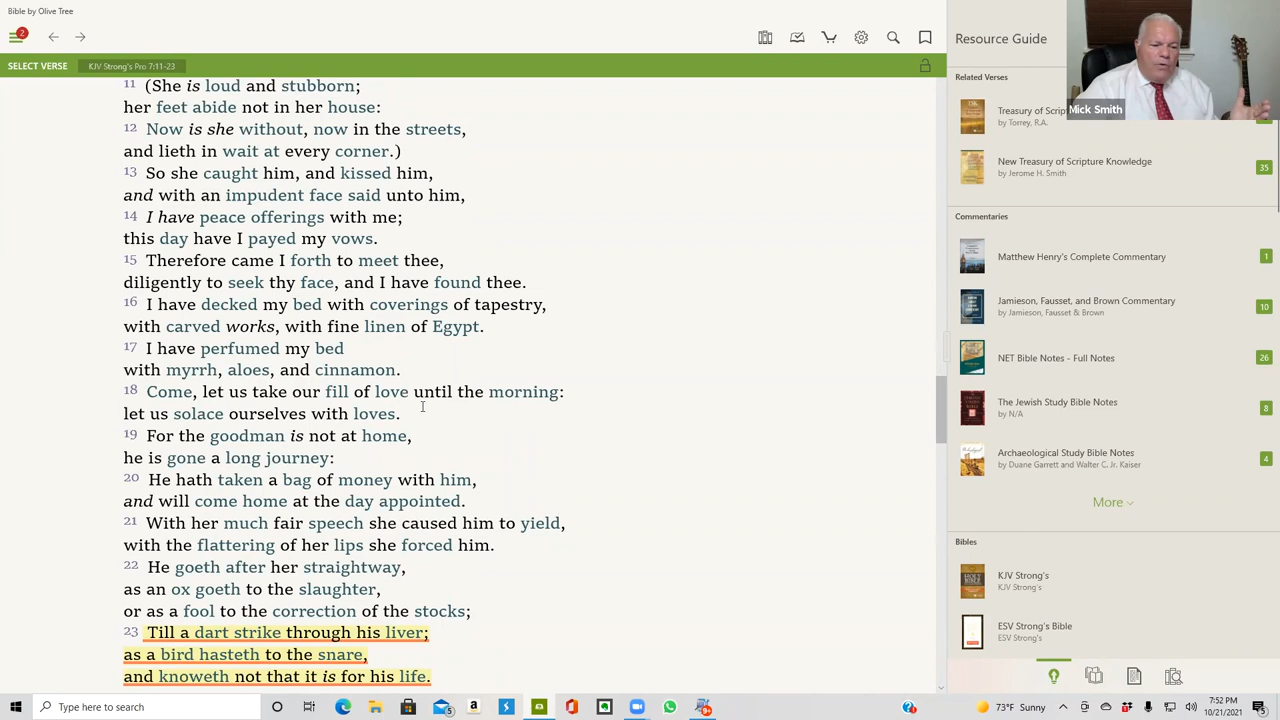 Bible by Olive Tree
2
SELECT VERSE
KJV Strong's Pro 7:11-23
11 (She is loud and stubborn;
her feet abide not in her house:
12 Now is she without, now in the streets,
and lieth in wait at every corner.)
13 So she caught him, and kissed him,
and with an impudent face said unto him,
14 I have peace offerings with me;
this day have I payed my vows.
15 Therefore came I forth to meet thee,
diligently to seek thy face, and I have found thee.
16 I have decked my bed with coverings of tapestry,
with carved works, with fine linen of Egypt.
17 I have perfumed my bed
with myrrh, aloes, and cinnamon.
18 Come, let us take our fill of love until the morning:
let us solace ourselves with loves.
19 For the goodman is not at home,
he is gone a long journey:
20 He hath taken a bag of money with him,
and will come home at the day appointed.
21 With her much fair speech she caused him to yield,
with the flattering of her lips she forced him.
22 He goeth after her straightway,
as an ox goeth to the slaughter,
or as a fool to the correction of the stocks;
23 Till a dart strike through his liver;
as a bird hasteth to the snare,
and knoweth not that it is for his life.
Resource Guide
Mick Smith
Related Verses
Treasury of Scrip
by Torrey, R.A.
New Treasury of Scripture Knowledge
by Jerome H. Smith
35
Commentaries
Matthew Henry's Complete Commentary
1
Jamieson, Fausset, and Brown Commentary
by Jamieson, Fausset & Brown
10
NET Bible Notes - Full Notes
26
The Jewish Study Bible Notes
by N/A
8
Archaeological Study Bible Notes
by Duane Garrett and Walter C. Jr. Kaiser
4
More
Bibles
KJV Strong's
KJV Strong's
ESV Strong's Bible
ESV Strong's
Type here to search
73°F Sunny
7:52 PM
10/21/2021